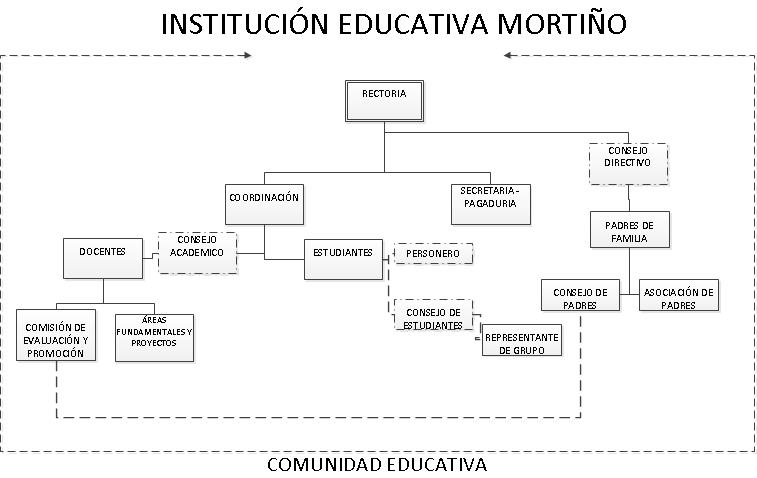 INSTITUCIÓN EDUCATIVA MORTIÑO
RECTORIA
CONSEJO
DIRECTIVO
COORDINACIÓN
SECRETARIA -
PAGADURIA
PADRES DE
FAMILIA
DOCENTES
CONSEJO
ACADEMICO
ESTUDIANTES
PERSONERO
CONSEJO DE
PADRES
ASOCIACIÓN DE
PADRES
COMISIÓN DE
EVALUACIÓN Y
PROMOCIÓN
ÁREAS
FUNDAMENTALES Y
PROYECTOS
CONSEJO DE
ESTUDIANTES
REPRESENTANTE
DE GRUPO
COMUNIDAD EDUCATIVA